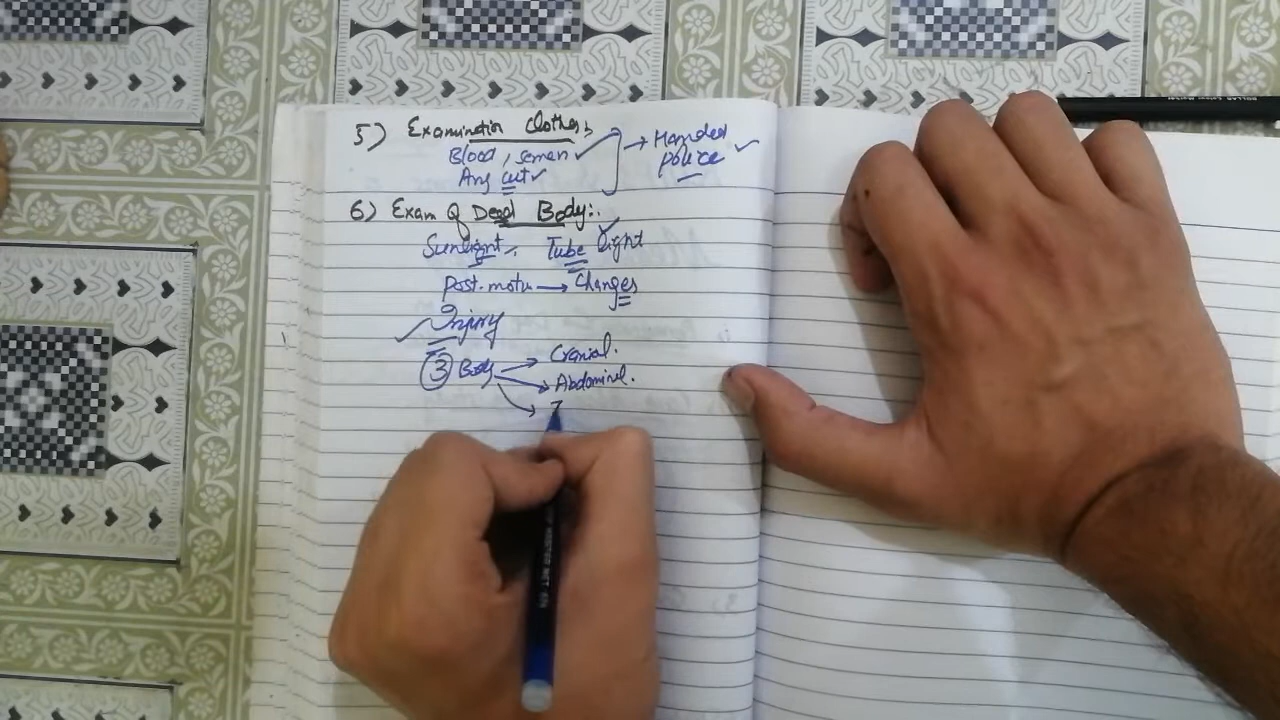 5) Examination Clothes
Blood, Semen ✓ → Handed ✓
police
Any cut ✓
6) Exam of Dead Body:.
Sunlight, Tube light
Post-motu → Changes
✓ Injury
③ Body → Cranial.
→ Abdominal.